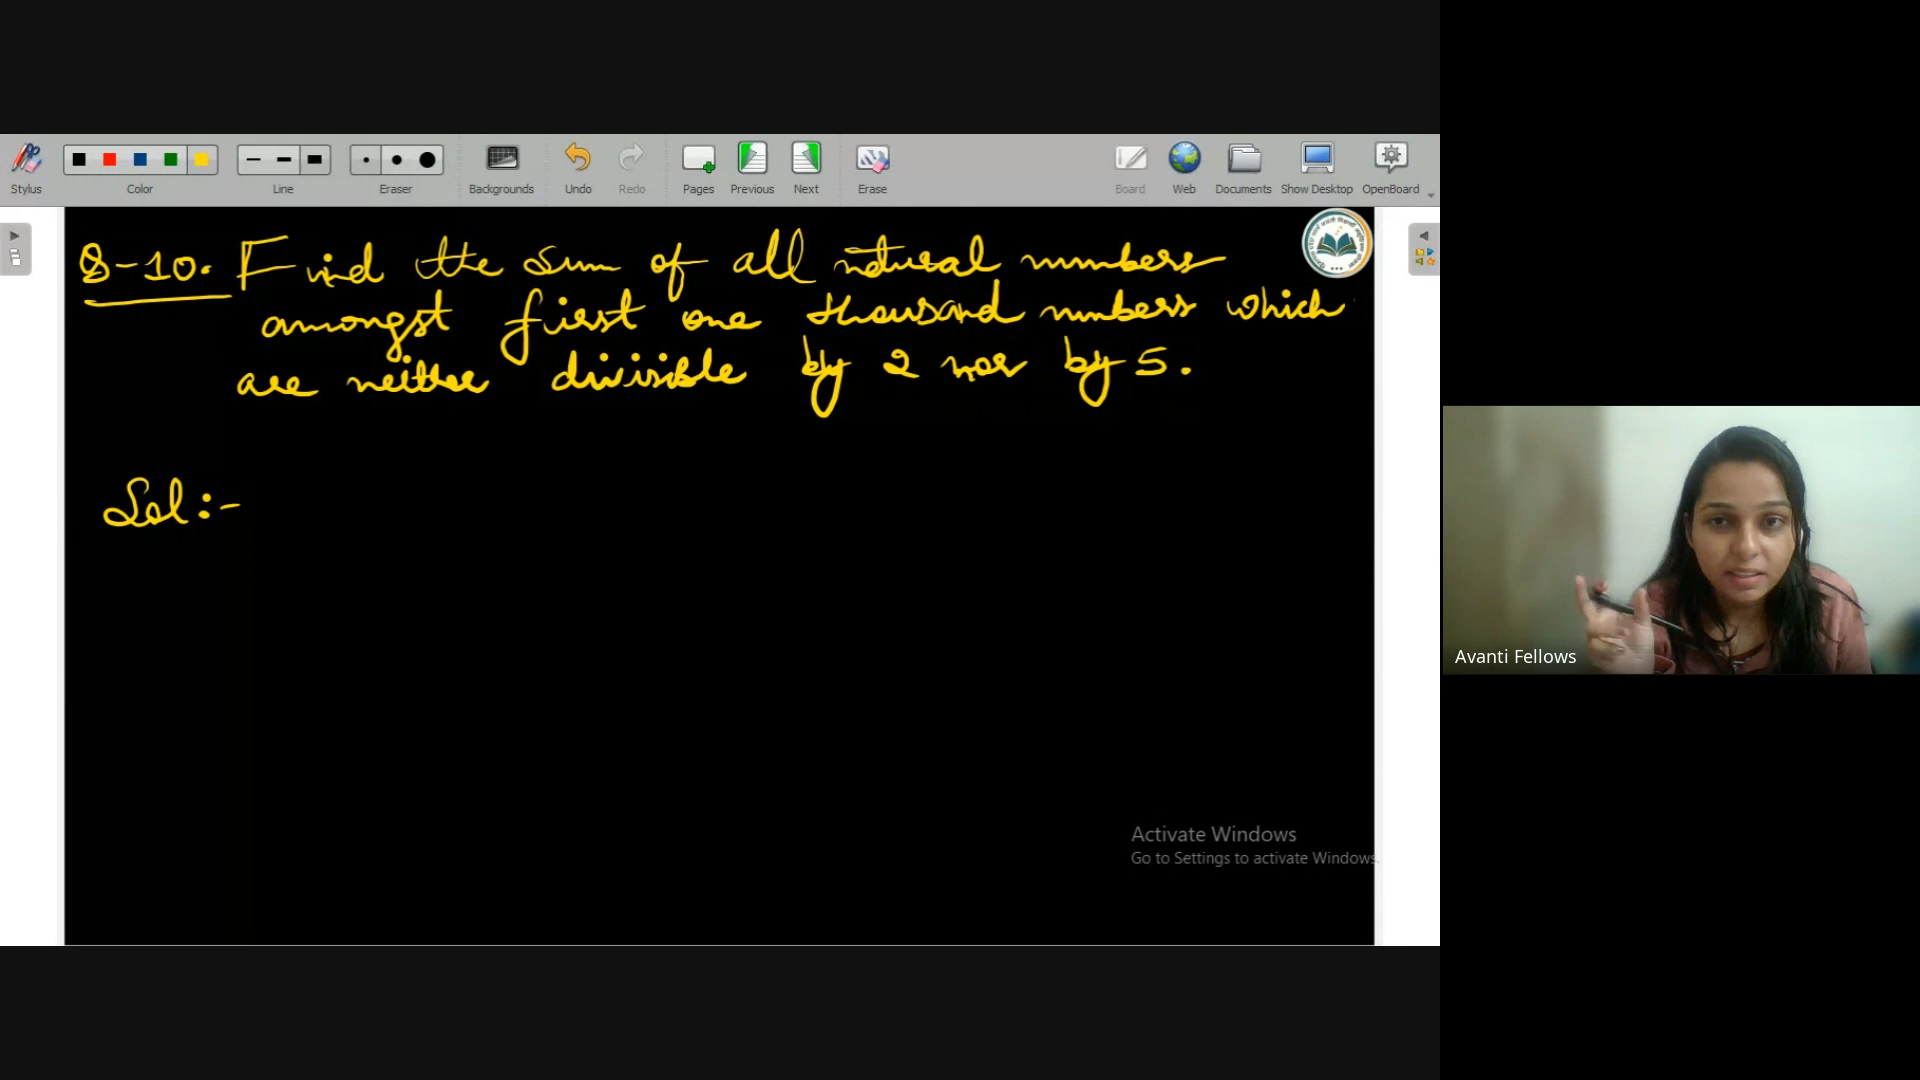 Stylus Color Line Eraser Backgrounds Undo Redo Pages Previous Next Erase Board Web Documents Show Desktop OpenBoard
Q-10. Find the sum of all natural numbers
amongst first one thousand numbers which
are neither divisible by 2 nor by 5.
Sol:-
Avanti Fellows
Activate Windows
Go to Settings to activate Windows.